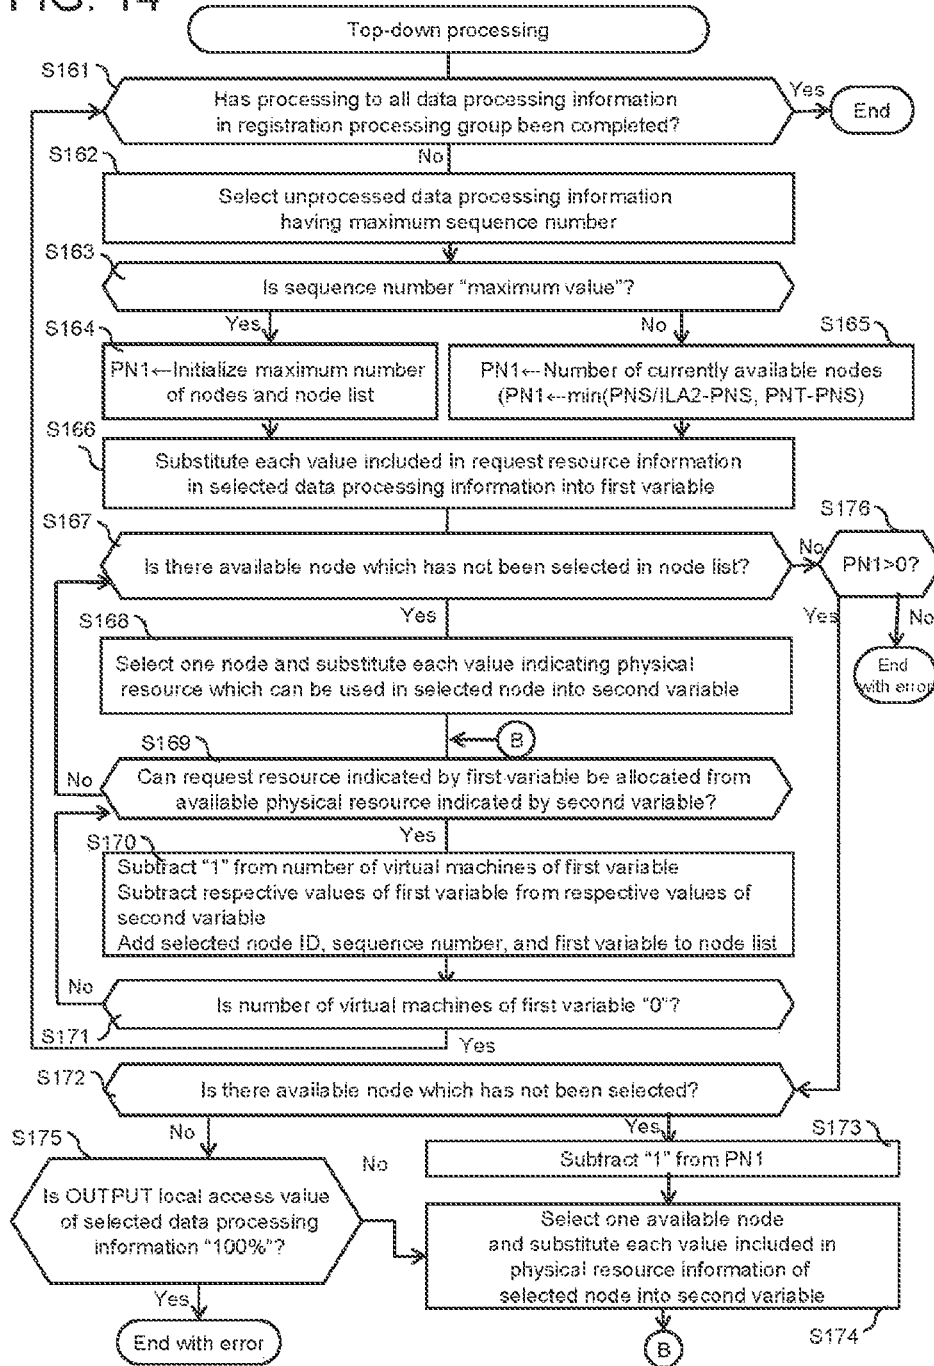 FIG. 14
Top-down processing
S161
Has processing to all data processing information
in registration processing group been completed?
Yes
End
No
S162
Select unprocessed data processing information
having maximum sequence number
S163
Is sequence number "maximum value"?
Yes
No
S164
PN1←Initialize maximum number
of nodes and node list
S165
PN1←Number of currently available nodes
(PN1←min(PNS/ILA2-PNS, PNT-PNS)
S166
Substitute each value included in request resource information
in selected data processing information into first variable
S167
Is there available node which has not been selected in node list?
No
S176
PN1>0?
Yes
Yes
No
End
with error
S168
Select one node and substitute each value indicating physical
resource which can be used in selected node into second variable
B
S169
Can request resource indicated by first variable be allocated from
available physical resource indicated by second variable?
No
Yes
S170
Subtract "1" from number of virtual machines of first variable
Subtract respective values of first variable from respective values of
second variable
Add selected node ID, sequence number, and first variable to node list
No
Is number of virtual machines of first variable "0"?
S171
Yes
S172
Is there available node which has not been selected?
No
Yes
S173
Subtract "1" from PN1
S175
Is OUTPUT local access value
of selected data processing
information "100%"?
No
Yes
End with error
Select one available node
and substitute each value included in
physical resource information of
selected node into second variable
S174
B